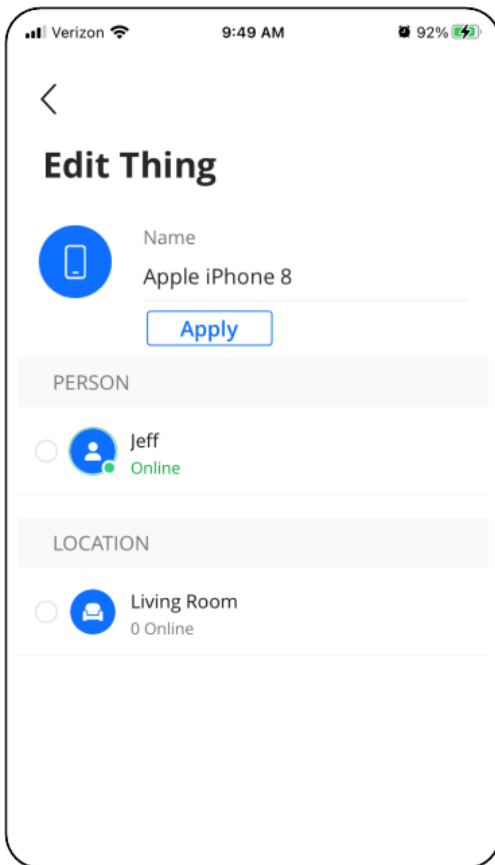 Verizon 9:49 AM 92%
Edit Thing
Name
Apple iPhone 8
Apply
PERSON
Jeff
Online
LOCATION
Living Room
0 Online